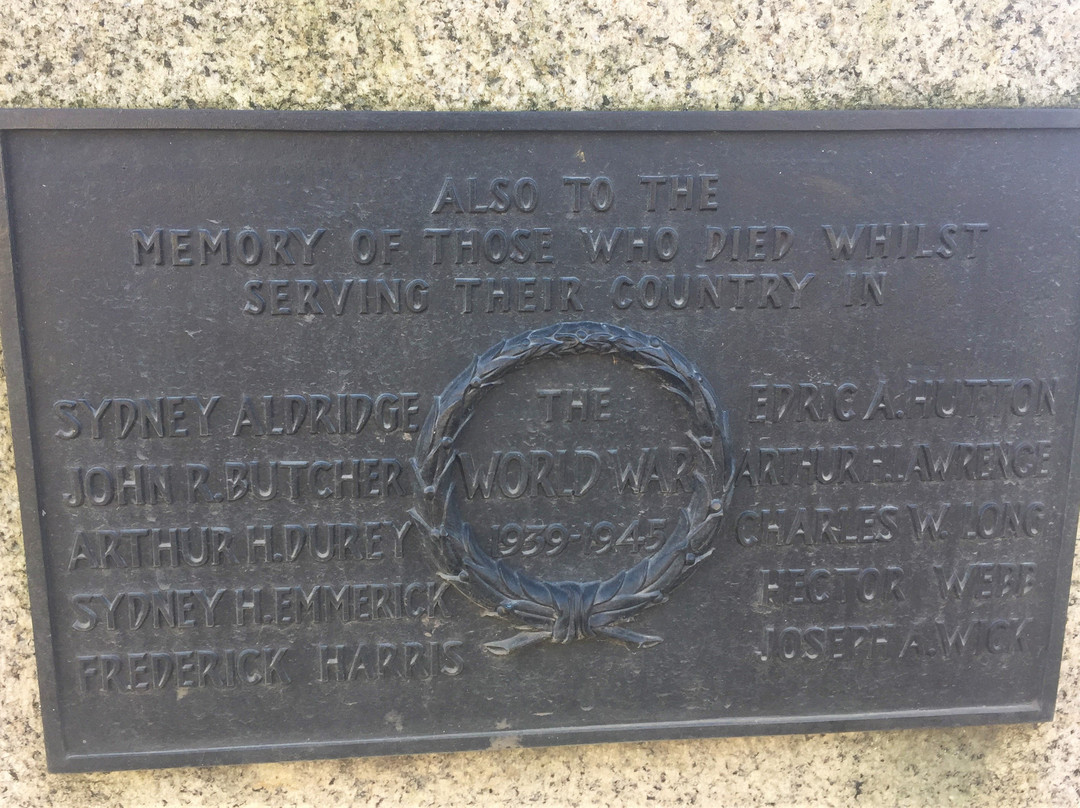 ALSO TO THE
MEMORY OF THOSE WHO DIED WHILST
SERVING THEIR COUNTRY IN
THE
WORLD WAR
1939-1945
SYDNEY ALDRIDGE
JOHN R. BUTCHER
ARTHUR H. DUREY
SYDNEY H. EMMERICK
FREDERICK HARRIS
EDRIC A. HUTTON
ARTHUR H. LAWRENCE
CHARLES W. LONG
HECTOR WEBB
JOSEPH A. WICK